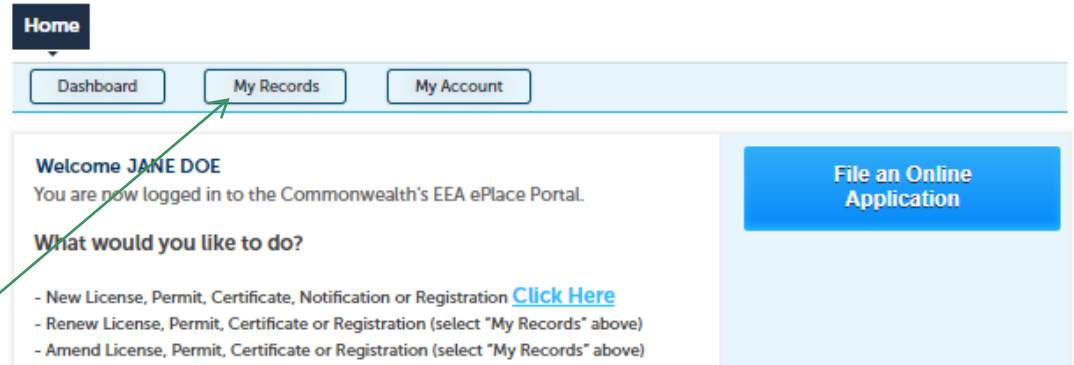 Home
Dashboard My Records My Account
Welcome JANE DOE
You are now logged in to the Commonwealth's EEA ePlace Portal.
What would you like to do?
- New License, Permit, Certificate, Notification or Registration Click Here
- Renew License, Permit, Certificate or Registration (select "My Records" above)
- Amend License, Permit, Certificate or Registration (select "My Records" above)
File an Online
Application